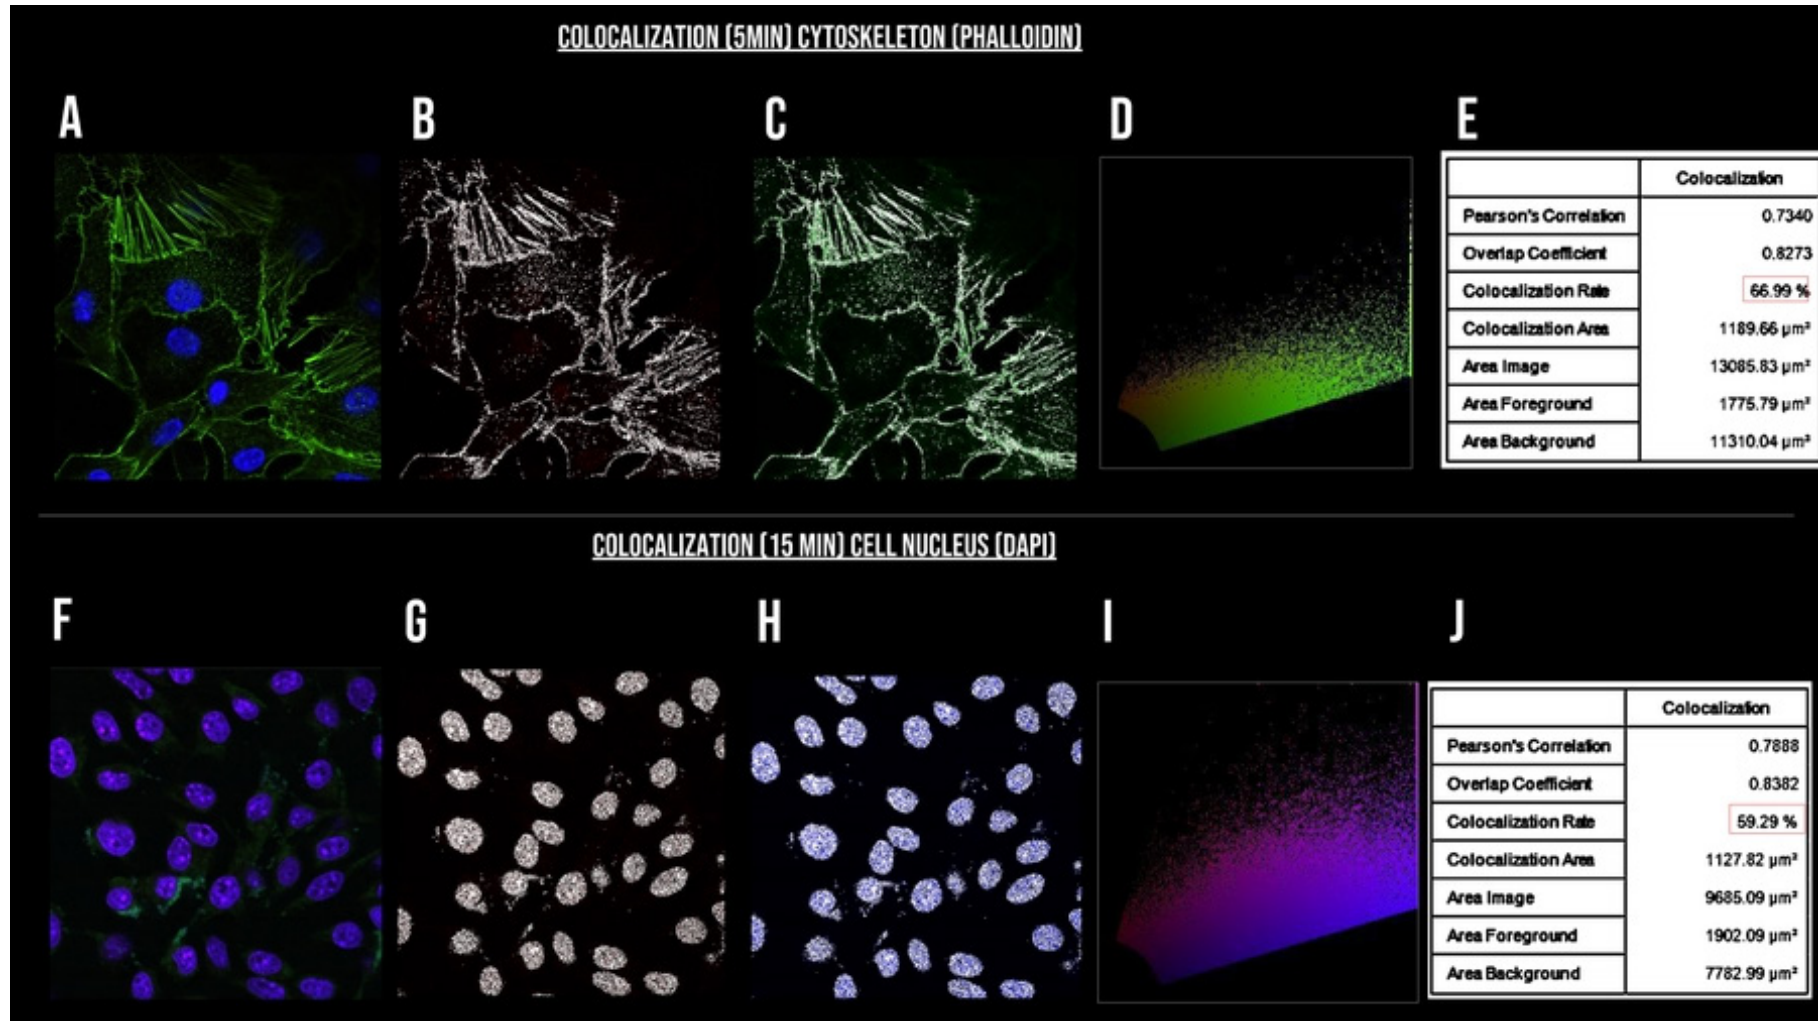 COLOCALIZATION (5MIN) CYTOSKELETON (PHALLOIDIN)
A B C D E
Colocalization
Pearson's Correlation 0.7340
Overlap Coefficient 0.8273
Colocalization Rate 66.99 %
Colocalization Area 1189.66 µm²
Area Image 13085.83 µm²
Area Foreground 1775.79 µm²
Area Background 11310.04 µm²
COLOCALIZATION (15 MIN) CELL NUCLEUS (DAPI)
F G H I J
Colocalization
Pearson's Correlation 0.7888
Overlap Coefficient 0.8382
Colocalization Rate 59.29 %
Colocalization Area 1127.82 µm²
Area Image 9685.09 µm²
Area Foreground 1902.09 µm²
Area Background 7782.99 µm²